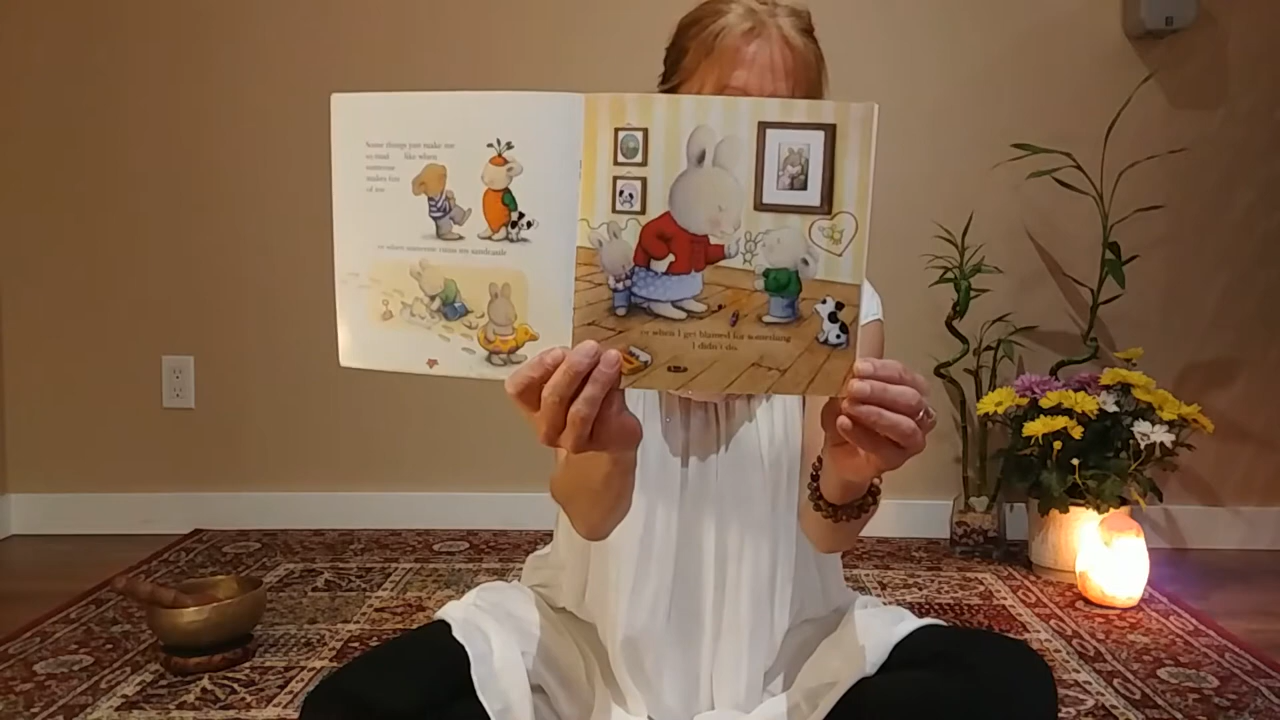 Some things just make me
so mad like when
someone
makes fun
of me
or when someone ruins my sandcastle
or when I get blamed for something
I didn't do.